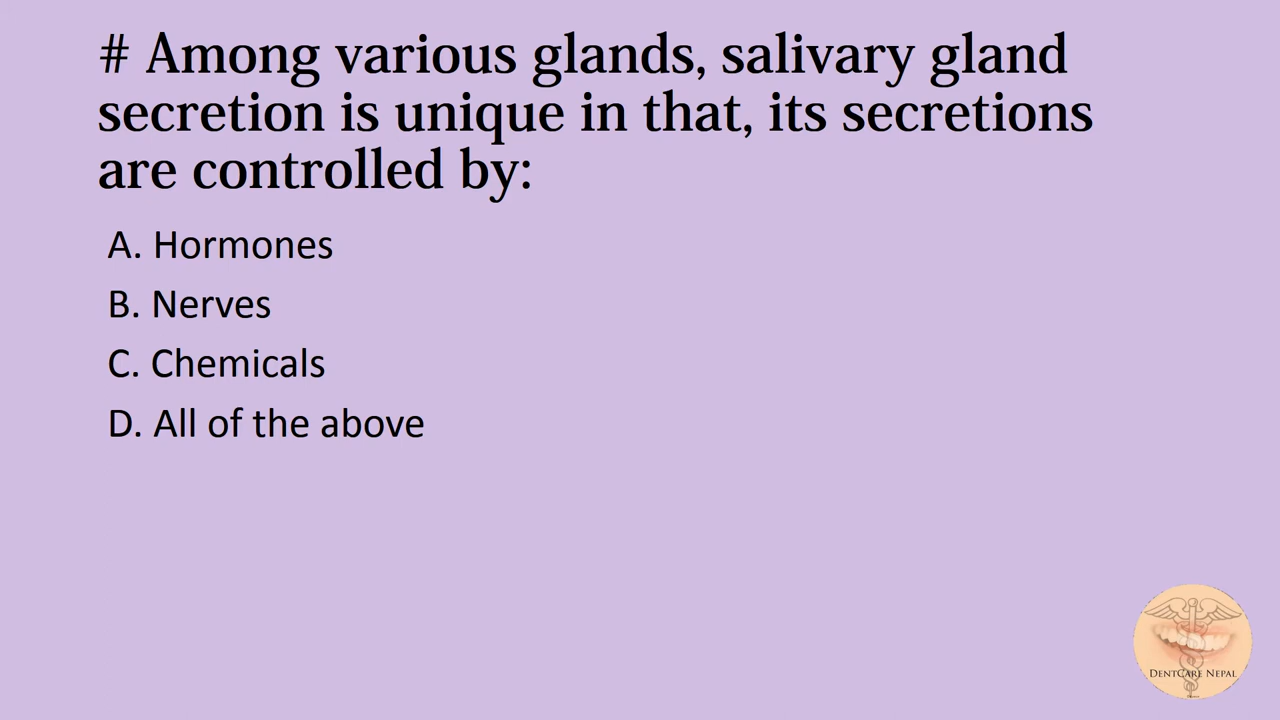 # Among various glands, salivary gland
secretion is unique in that, its secretions
are controlled by:
A. Hormones
B. Nerves
C. Chemicals
D. All of the above
DENTCARE NEPAL